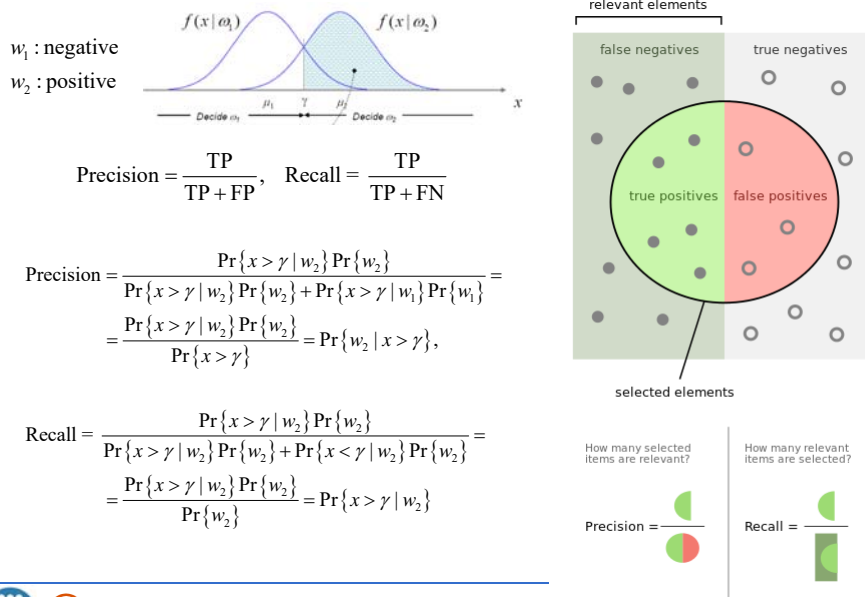 f(x|ω₁) f(x|ω₂)
w₁ : negative
w₂ : positive
μ₁ γ μ₂ x
Decide ω₁ Decide ω₂
Precision = TP / (TP + FP), Recall = TP / (TP + FN)
Precision = Pr{x > γ | w₂} Pr{w₂} / (Pr{x > γ | w₂} Pr{w₂} + Pr{x > γ | w₁} Pr{w₁}) =
= Pr{x > γ | w₂} Pr{w₂} / Pr{x > γ} = Pr{w₂ | x > γ},
Recall = Pr{x > γ | w₂} Pr{w₂} / (Pr{x > γ | w₂} Pr{w₂} + Pr{x < γ | w₂} Pr{w₂}) =
= Pr{x > γ | w₂} Pr{w₂} / Pr{w₂} = Pr{x > γ | w₂}
relevant elements
false negatives true negatives
true positives false positives
selected elements
How many selected
items are relevant?
Precision =
How many relevant
items are selected?
Recall =